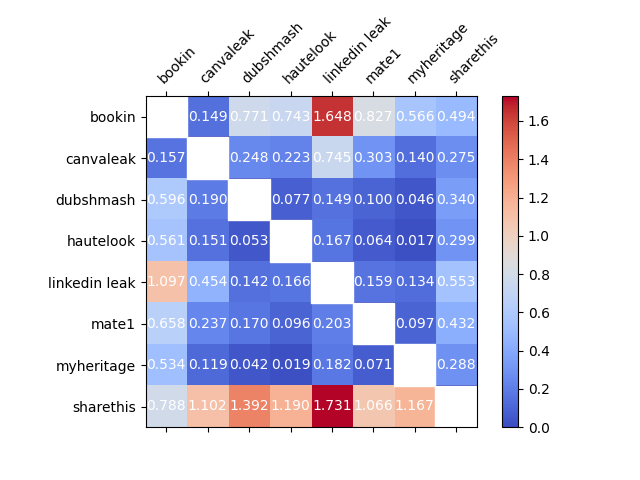 bookin canvaleak dubshmash hautelook linkedin leak mate1 myheritage sharethis
bookin 0.149 0.771 0.743 1.648 0.827 0.566 0.494
canvaleak 0.157 0.248 0.223 0.745 0.303 0.140 0.275
dubshmash 0.596 0.190 0.077 0.149 0.100 0.046 0.340
hautelook 0.561 0.151 0.053 0.167 0.064 0.017 0.299
linkedin leak 1.097 0.454 0.142 0.166 0.159 0.134 0.553
mate1 0.658 0.237 0.170 0.096 0.203 0.097 0.432
myheritage 0.534 0.119 0.042 0.019 0.182 0.071 0.288
sharethis 0.788 1.102 1.392 1.190 1.731 1.066 1.167
1.6
1.4
1.2
1.0
0.8
0.6
0.4
0.2
0.0